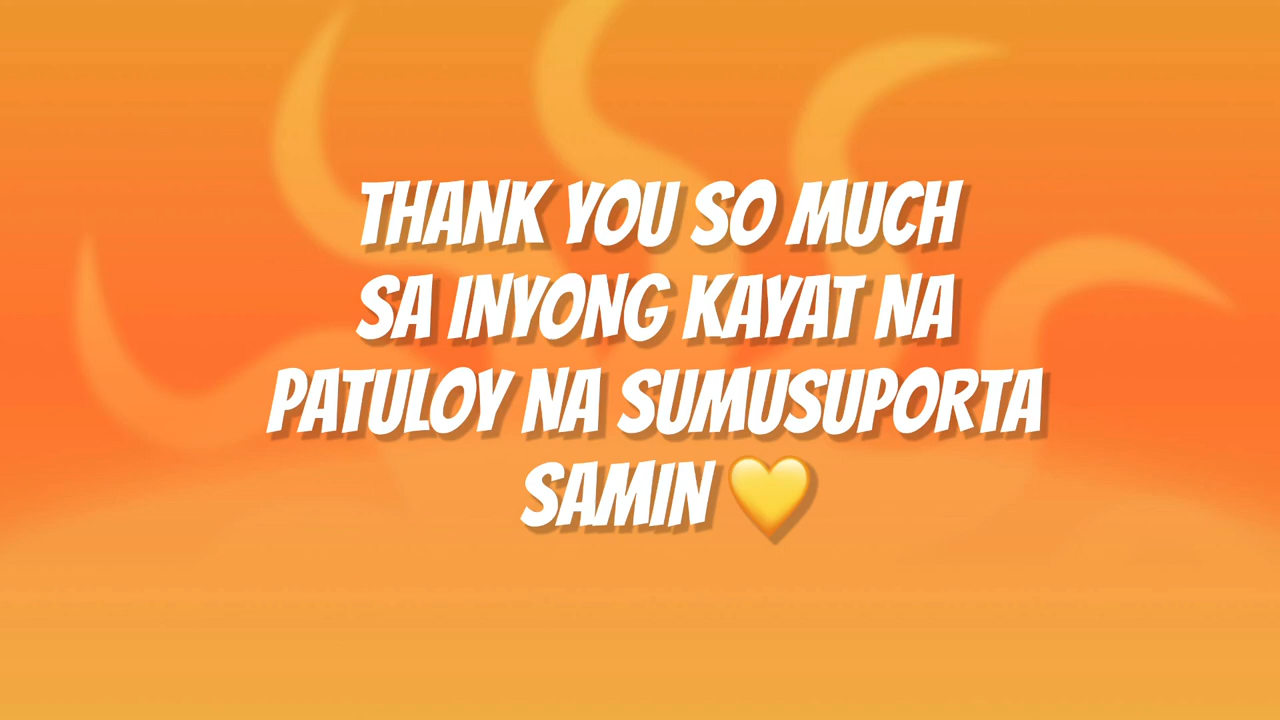 THANK YOU SO MUCH
SA INYONG KAYAT NA
PATULOY NA SUMUSUPORTA
SAMIN 💛